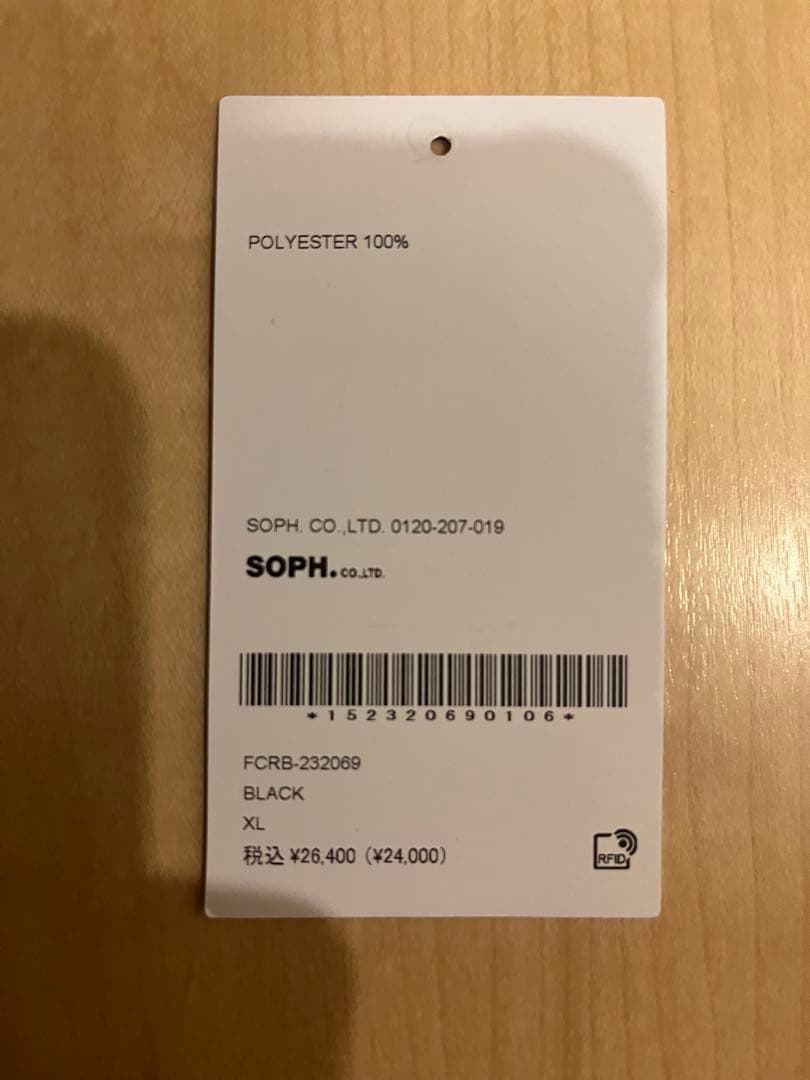 POLYESTER 100%
SOPH. CO.,LTD. 0120-207-019
SOPH. CO.,LTD.
*152320690106*
FCRB-232069
BLACK
XL
税込 ¥26,400 (¥24,000)
RFID